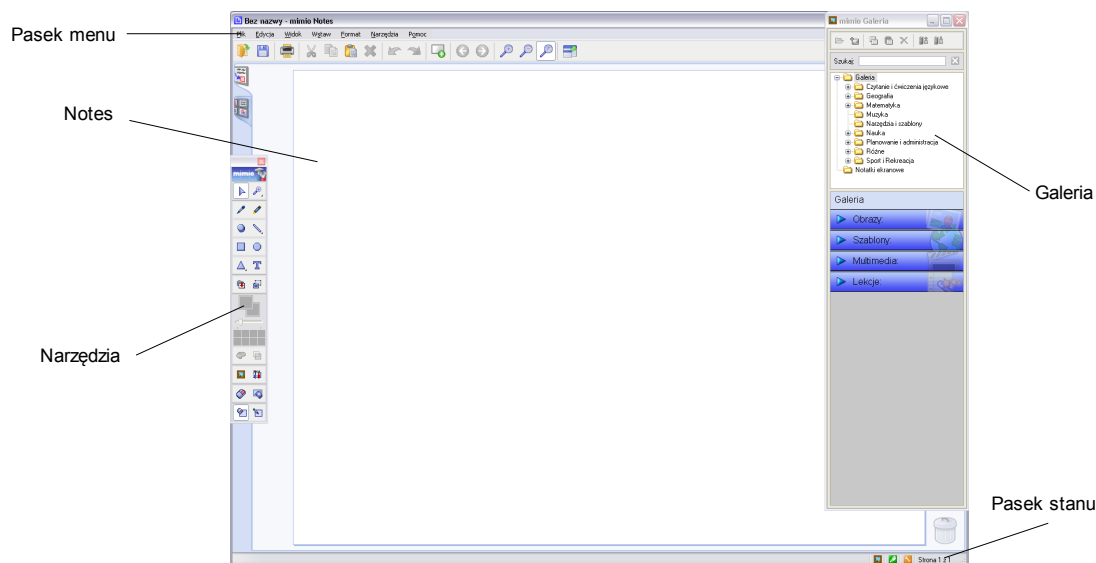 Bez nazwy - mimio Notes
mimio Galeria
Pasek menu
Plik Edycja Widok Wstaw Format Narzędzia Pomoc
Szukaj:
Galeria
Czytanie i ćwiczenia językowe
Geografia
Matematyka
Muzyka
Narzędzia i szablony
Nauka
Planowanie i administracja
Różne
Sport i Rekreacja
Notatki ekranowe
Notes
mimio
Galeria
Galeria
Obrazy:
Szablony:
Multimedia:
Lekcje:
Narzędzia
Pasek stanu
Strona 1 z 1